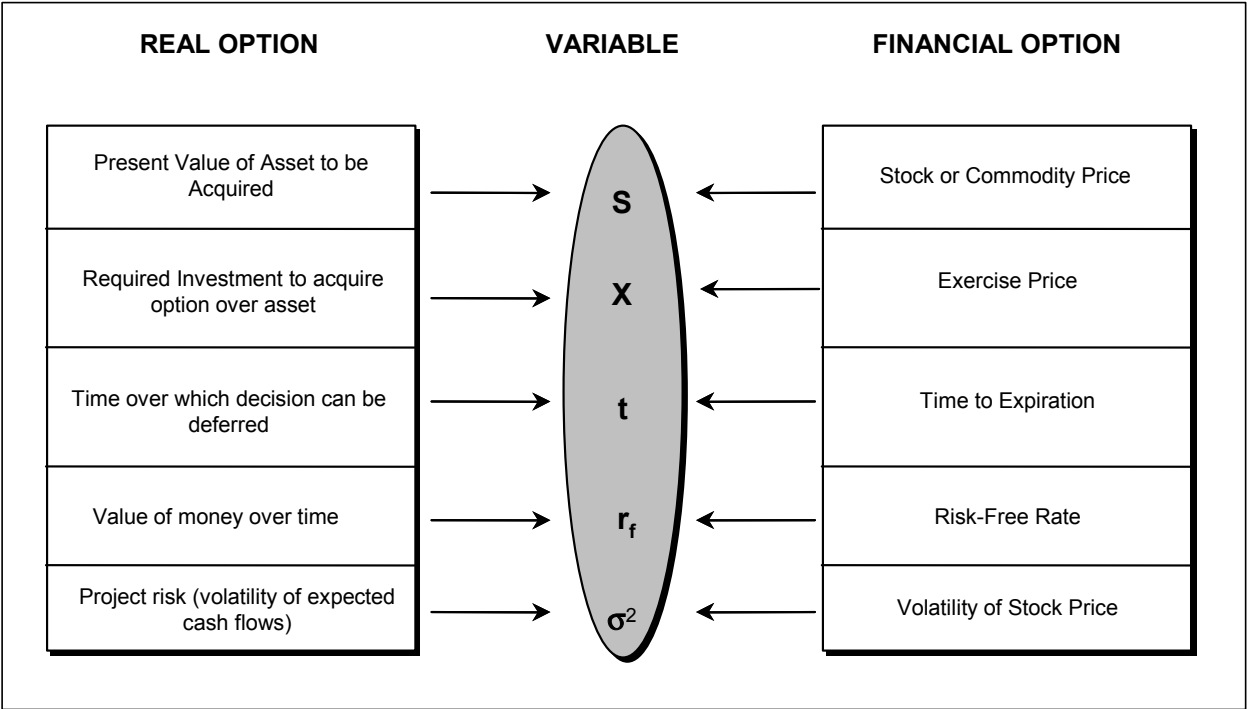 REAL OPTION
VARIABLE
FINANCIAL OPTION
Present Value of Asset to be
Acquired
S
Stock or Commodity Price
Required Investment to acquire
option over asset
X
Exercise Price
Time over which decision can be
deferred
t
Time to Expiration
Value of money over time
rf
Risk-Free Rate
Project risk (volatility of expected
cash flows)
σ²
Volatility of Stock Price